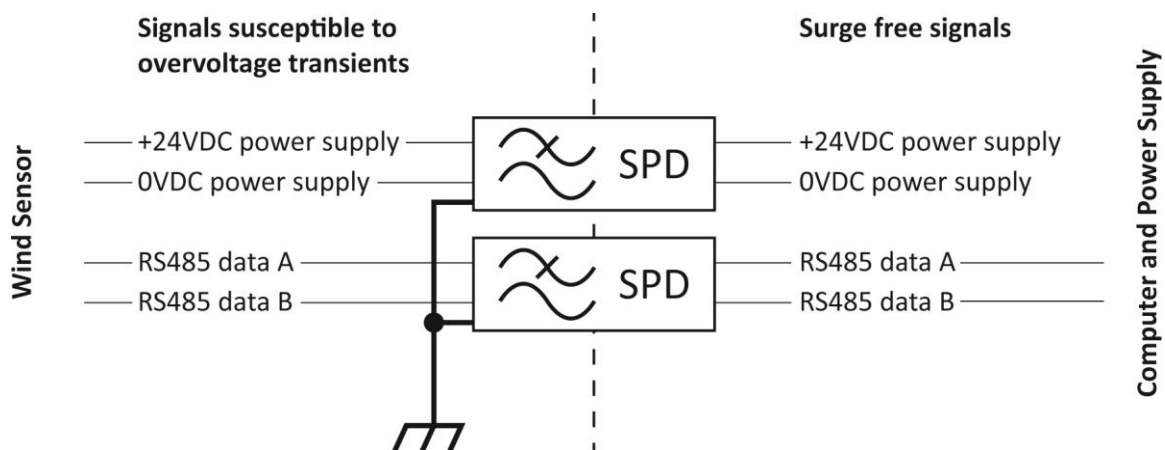 Signals susceptible to
overvoltage transients
Surge free signals
Wind Sensor
+24VDC power supply
SPD
+24VDC power supply
0VDC power supply
0VDC power supply
RS485 data A
SPD
RS485 data A
RS485 data B
RS485 data B
Computer and Power Supply